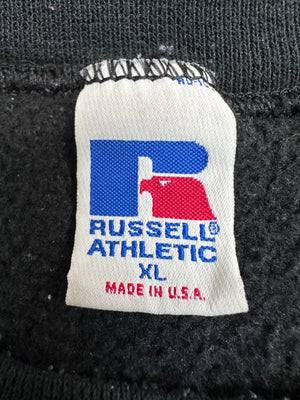 RUSSELL®
ATHLETIC
XL
MADE IN U.S.A.